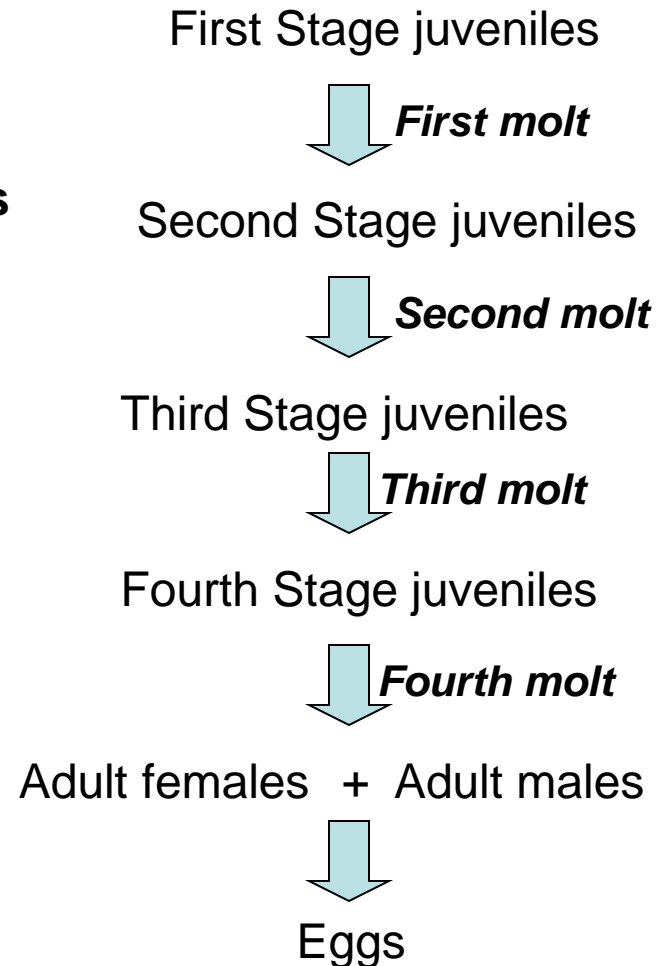 First Stage juveniles
First molt
s
Second Stage juveniles
Second molt
Third Stage juveniles
Third molt
Fourth Stage juveniles
Fourth molt
Adult females + Adult males
Eggs